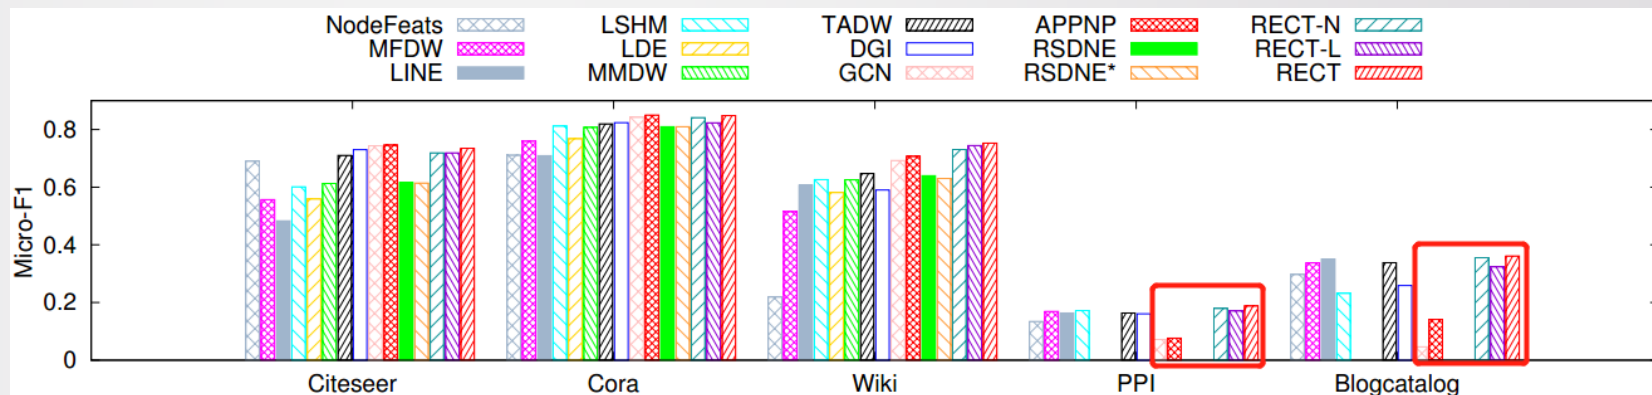 NodeFeats LSHM TADW APPNP RECT-N
MFDW LDE DGI RSDNE RECT-L
LINE MMDW GCN RSDNE* RECT
Micro-F1
0.8
0.6
0.4
0.2
0
Citeseer Cora Wiki PPI Blogcatalog